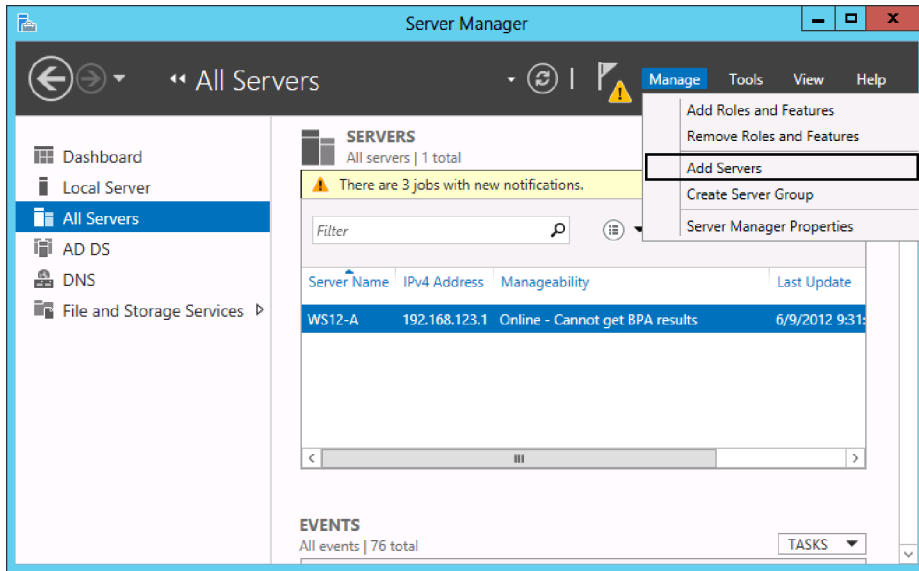 Server Manager
All Servers
Manage Tools View Help
Add Roles and Features
Remove Roles and Features
Add Servers
Create Server Group
Server Manager Properties
Dashboard
Local Server
All Servers
AD DS
DNS
File and Storage Services
SERVERS
All servers | 1 total
There are 3 jobs with new notifications.
Filter
Server Name IPv4 Address Manageability Last Update
WS12-A 192.168.123.1 Online - Cannot get BPA results 6/9/2012 9:31:
EVENTS
All events | 76 total
TASKS